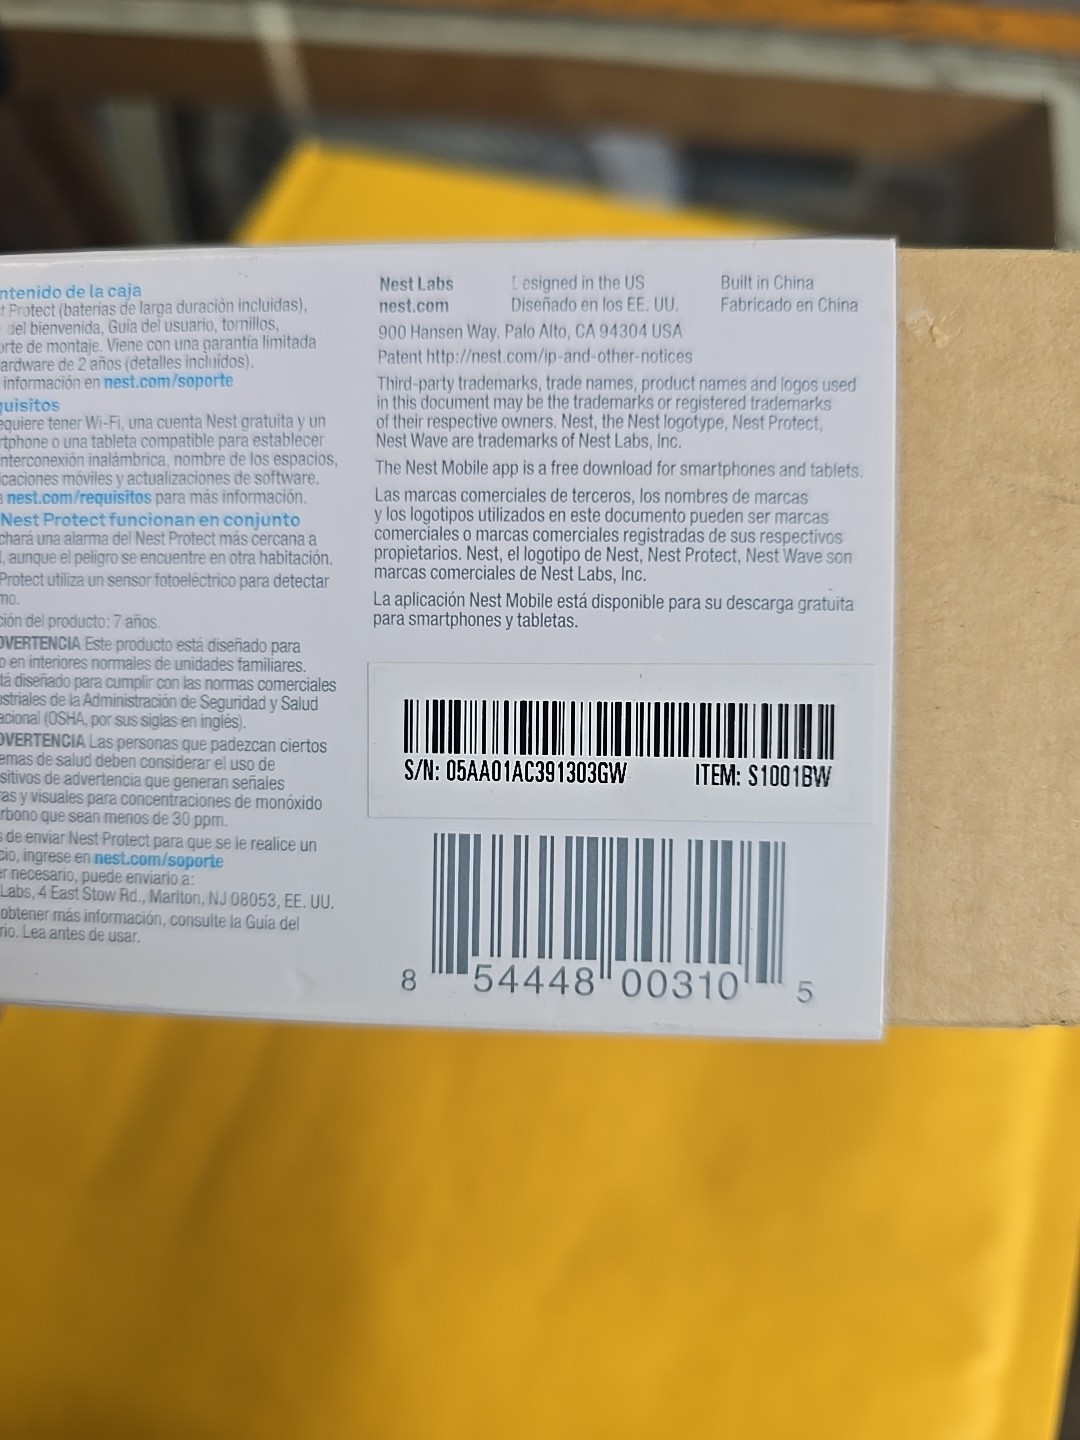 ntenido de la caja
t Protect (baterías de larga duración incluidas),
del bienvenida, Guía del usuario, tornillos,
orte de montaje. Viene con una garantía limitada
ardware de 2 años (detalles incluidos).
información en nest.com/soporte
quisitos
equiere tener Wi-Fi, una cuenta Nest gratuita y un
rtphone o una tableta compatible para establecer
nterconexión inalámbrica, nombre de los espacios,
icaciones móviles y actualizaciones de software.
a nest.com/requisitos para más información.
Nest Protect funcionan en conjunto
chará una alarma del Nest Protect más cercana a
l, aunque el peligro se encuentre en otra habitación.
Protect utiliza un sensor fotoeléctrico para detectar
mo.
ción del producto: 7 años.
DVERTENCIA Este producto está diseñado para
o en interiores normales de unidades familiares.
tá diseñado para cumplir con las normas comerciales
ustriales de la Administración de Seguridad y Salud
acional (OSHA, por sus siglas en inglés).
DVERTENCIA Las personas que padezcan ciertos
emas de salud deben considerar el uso de
sitivos de advertencia que generan señales
ras y visuales para concentraciones de monóxido
rbono que sean menos de 30 ppm.
s de enviar Nest Protect para que se le realice un
cio, ingrese en nest.com/soporte
er necesario, puede enviarlo a:
Labs, 4 East Stow Rd., Marlton, NJ 08053, EE. UU.
obtener más información, consulte la Guía del
rio. Lea antes de usar.
Nest Labs esigned in the US Built in China
nest.com Diseñado en los EE. UU. Fabricado en China
900 Hansen Way. Palo Alto, CA 94304 USA
Patent http://nest.com/ip-and-other-notices
Third-party trademarks, trade names, product names and logos used
in this document may be the trademarks or registered trademarks
of their respective owners. Nest, the Nest logotype, Nest Protect,
Nest Wave are trademarks of Nest Labs, Inc.
The Nest Mobile app is a free download for smartphones and tablets.
Las marcas comerciales de terceros, los nombres de marcas
y los logotipos utilizados en este documento pueden ser marcas
comerciales o marcas comerciales registradas de sus respectivos
propietarios. Nest, el logotipo de Nest, Nest Protect, Nest Wave son
marcas comerciales de Nest Labs, Inc.
La aplicación Nest Mobile está disponible para su descarga gratuita
para smartphones y tabletas.
S/N: 05AA01AC391303GW ITEM: S1001BW
8 54448 00310 5